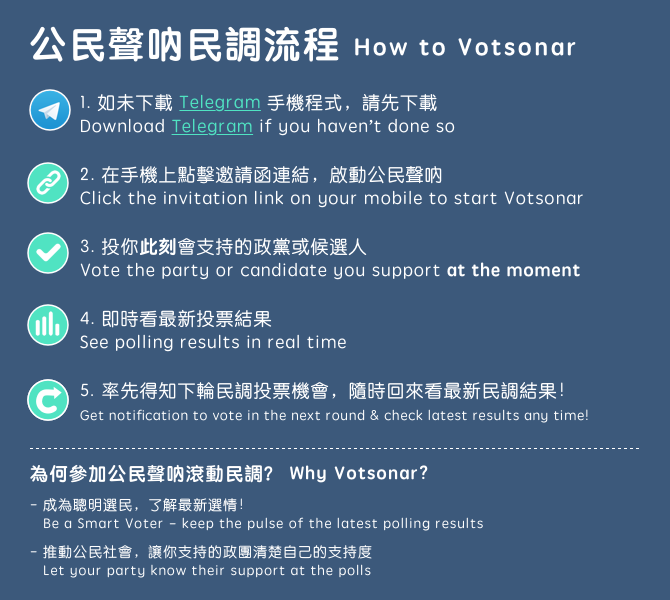 公民聲吶民調流程 How to Votsonar
1. 如未下載 Telegram 手機程式，請先下載
Download Telegram if you haven't done so
2. 在手機上點擊邀請函連結，啟動公民聲吶
Click the invitation link on your mobile to start Votsonar
3. 投你此刻會支持的政黨或候選人
Vote the party or candidate you support at the moment
4. 即時看最新投票結果
See polling results in real time
5. 率先得知下輪民調投票機會，隨時回來看最新民調結果！
Get notification to vote in the next round & check latest results any time!
為何參加公民聲吶滾動民調？ Why Votsonar?
- 成為聰明選民，了解最新選情！
Be a Smart Voter – keep the pulse of the latest polling results
- 推動公民社會，讓你支持的政團清楚自己的支持度
Let your party know their support at the polls